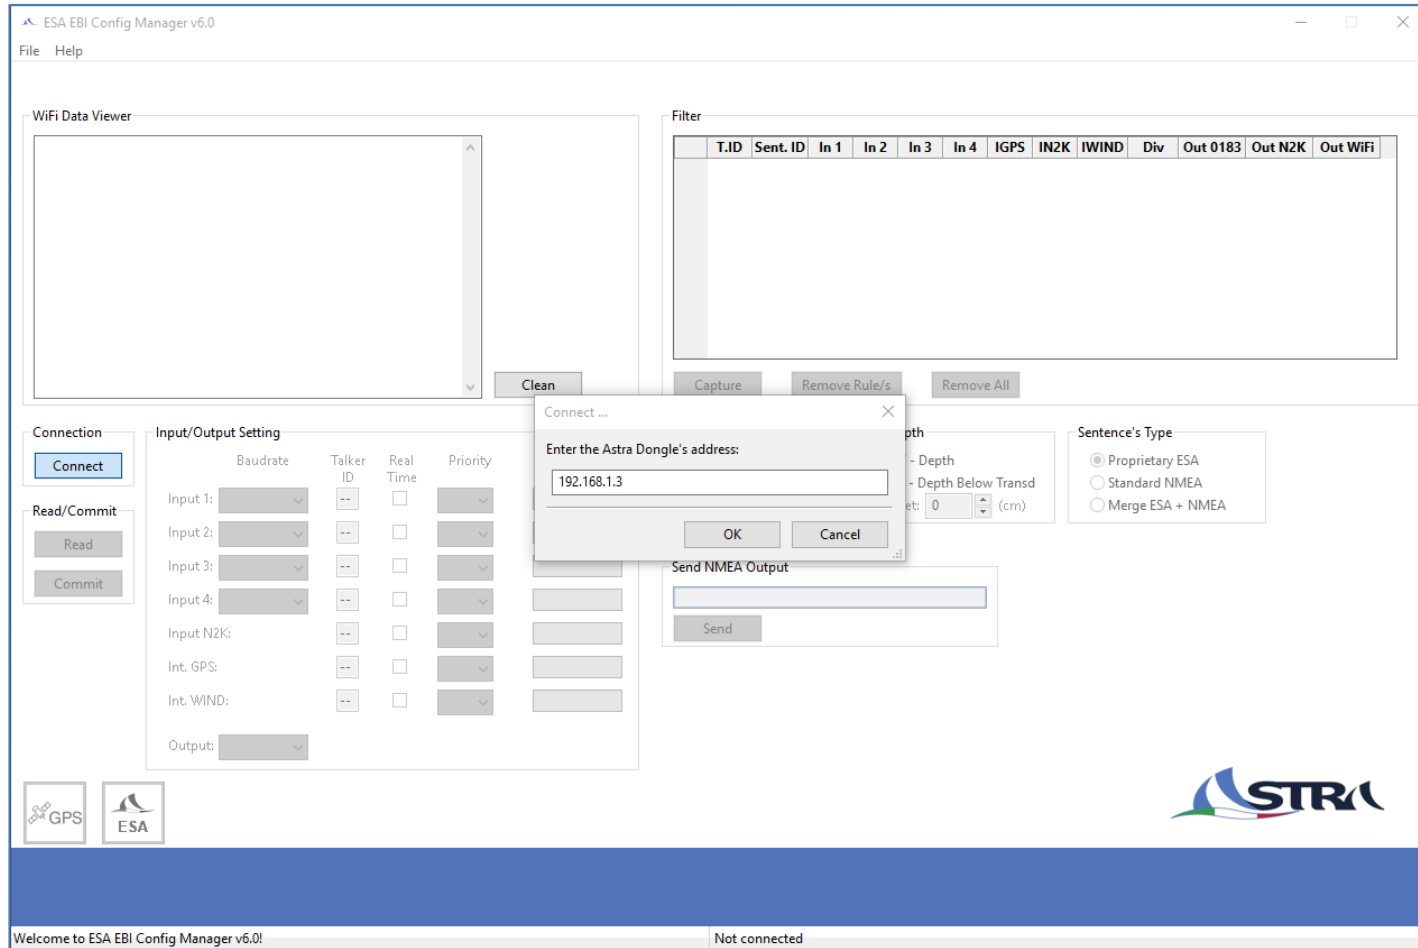 ESA EBI Config Manager v6.0
File Help
WiFi Data Viewer
Clean
Filter
T.ID Sent. ID In 1 In 2 In 3 In 4 IGPS IN2K IWIND Div Out 0183 Out N2K Out WiFi
Capture Remove Rule/s Remove All
Connect ...
Enter the Astra Dongle's address:
192.168.1.3
OK Cancel
Connection
Connect
Read/Commit
Read
Commit
Input/Output Setting
Baudrate Talker ID Real Time Priority
Input 1: --
Input 2: --
Input 3: --
Input 4: --
Input N2K: --
Int. GPS: --
Int. WIND: --
Output:
- Depth
- Depth Below Transd
0 (cm)
Sentence's Type
Proprietary ESA
Standard NMEA
Merge ESA + NMEA
Send NMEA Output
Send
GPS
ESA
ASTRA
Welcome to ESA EBI Config Manager v6.0! Not connected